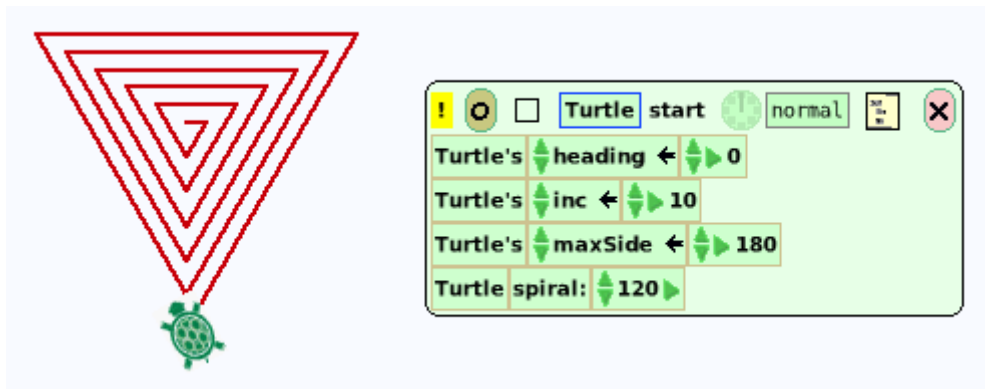 ! O Turtle start normal
Turtle's heading ← 0
Turtle's inc ← 10
Turtle's maxSide ← 180
Turtle spiral: 120